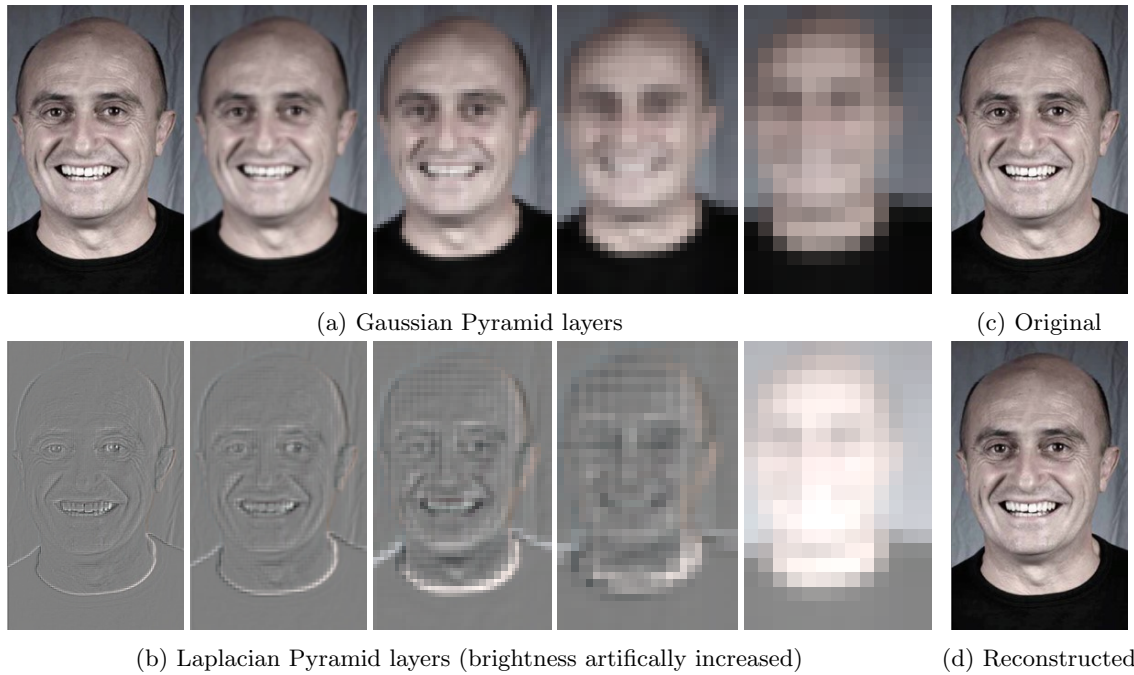 (a) Gaussian Pyramid layers
(c) Original
(b) Laplacian Pyramid layers (brightness artifically increased)
(d) Reconstructed